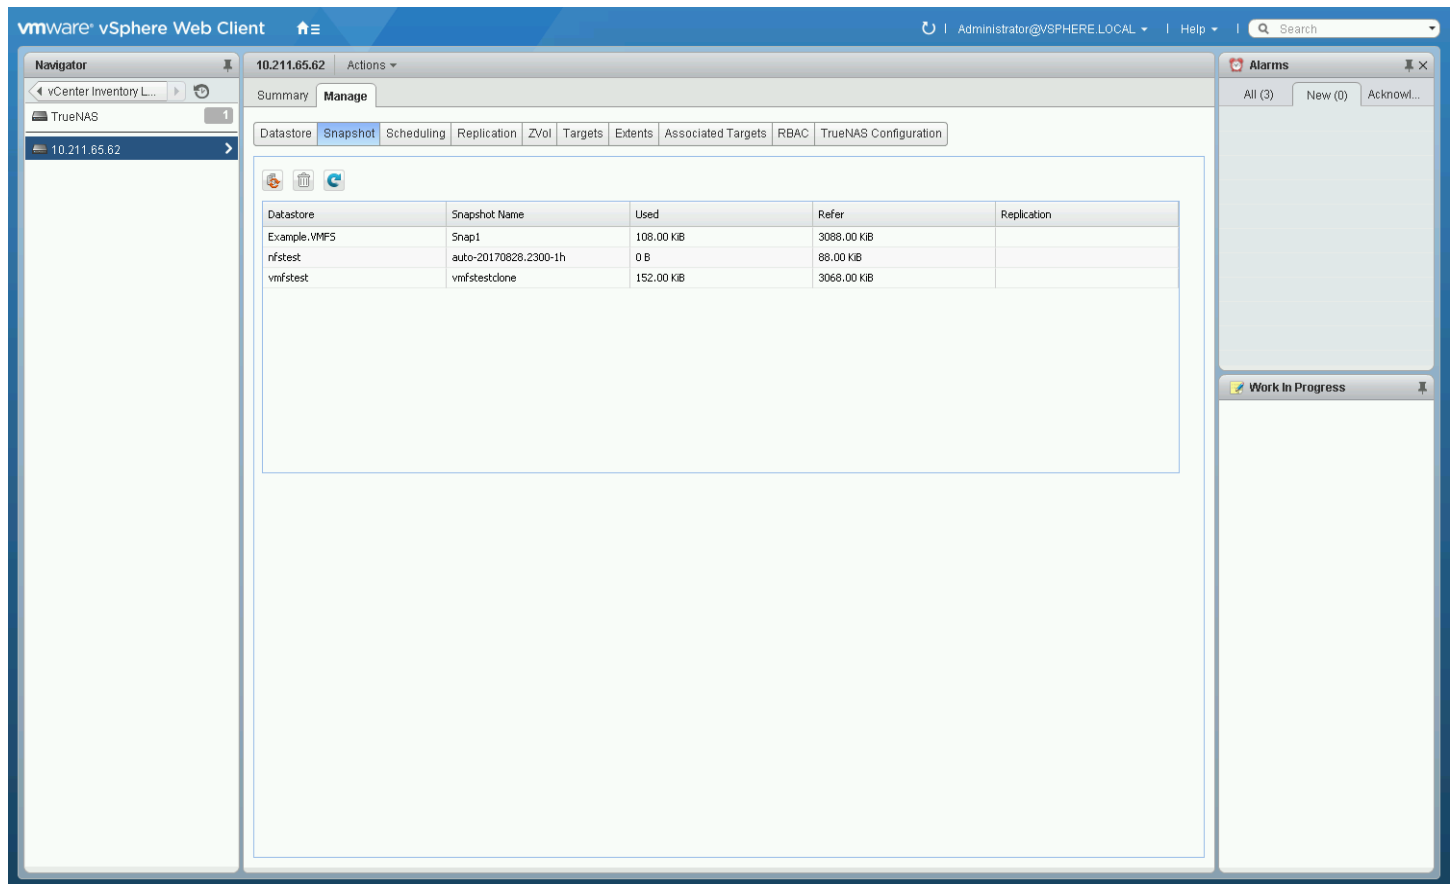 vmware® vSphere Web Client
Administrator@VSPHERE.LOCAL
Help
Search
Navigator
vCenter Inventory L...
TrueNAS
1
10.211.65.62
10.211.65.62
Actions
Summary
Manage
Datastore Snapshot Scheduling Replication ZVol Targets Extents Associated Targets RBAC TrueNAS Configuration
Datastore Snapshot Name Used Refer Replication
Example.VMFS Snap1 108.00 KiB 3088.00 KiB
nfstest auto-20170828.2300-1h 0 B 88.00 KiB
vmfstest vmfstestclone 152.00 KiB 3068.00 KiB
Alarms
All (3) New (0) Acknowl...
Work In Progress